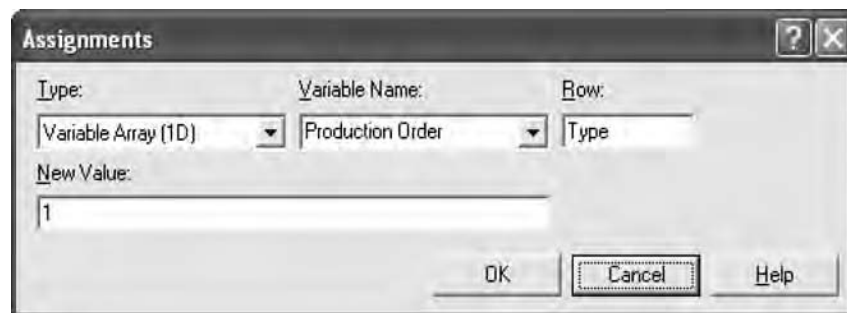 Assignments
Type: Variable Name: Row:
Variable Array (1D) Production Order Type
New Value:
1
OK Cancel Help